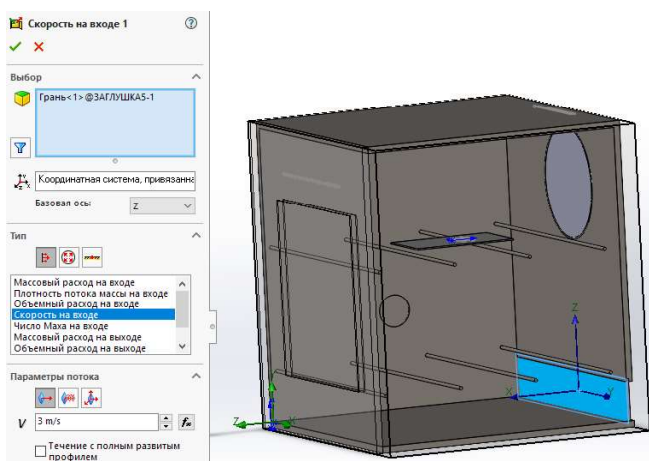 Скорость на входе 1
Выбор
Грань<1>@ЗАГЛУШКА5-1
Координатная система, привязанна
Базовая ось:
Z
Тип
Массовый расход на входе
Плотность потока массы на входе
Объемный расход на входе
Скорость на входе
Число Маха на входе
Массовый расход на выходе
Объемный расход на выходе
Параметры потока
V
3 m/s
Течение с полным развитым
профилем
Z
X
Y
Z